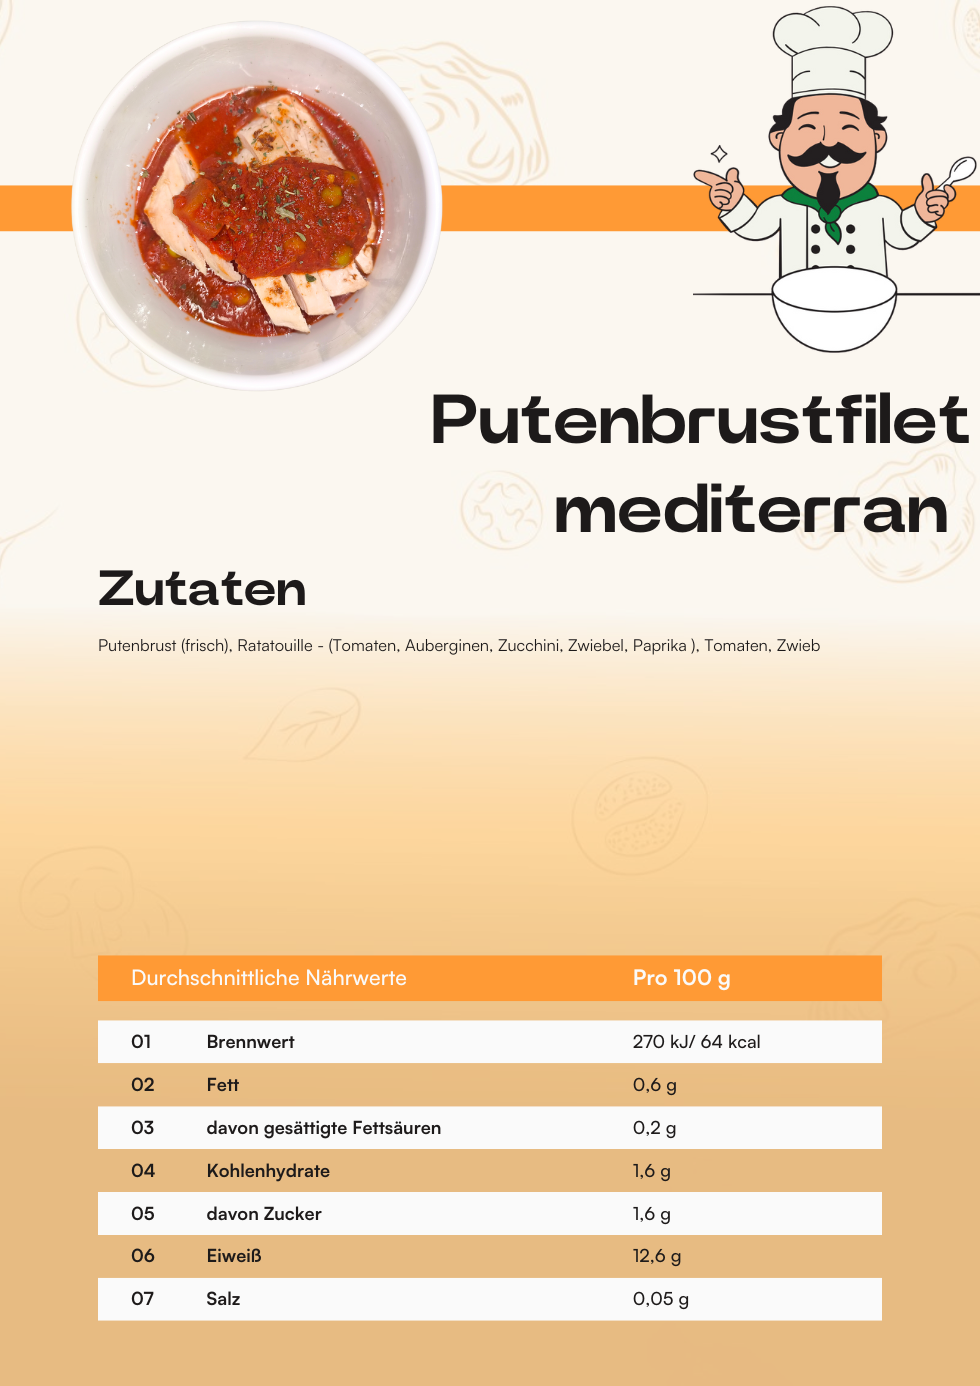 Putenbrustfilet
mediterran
Zutaten
Putenbrust (frisch), Ratatouille - (Tomaten, Auberginen, Zucchini, Zwiebel, Paprika ), Tomaten, Zwieb
Durchschnittliche Nährwerte Pro 100 g
01 Brennwert 270 kJ/ 64 kcal
02 Fett 0,6 g
03 davon gesättigte Fettsäuren 0,2 g
04 Kohlenhydrate 1,6 g
05 davon Zucker 1,6 g
06 Eiweiß 12,6 g
07 Salz 0,05 g